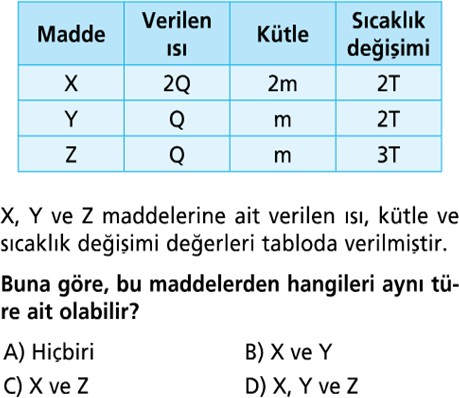 Madde Verilen ısı Kütle Sıcaklık değişimi
X 2Q 2m 2T
Y Q m 2T
Z Q m 3T
X, Y ve Z maddelerine ait verilen ısı, kütle ve
sıcaklık değişimi değerleri tabloda verilmiştir.
Buna göre, bu maddelerden hangileri aynı tü-
re ait olabilir?
A) Hiçbiri B) X ve Y
C) X ve Z D) X, Y ve Z